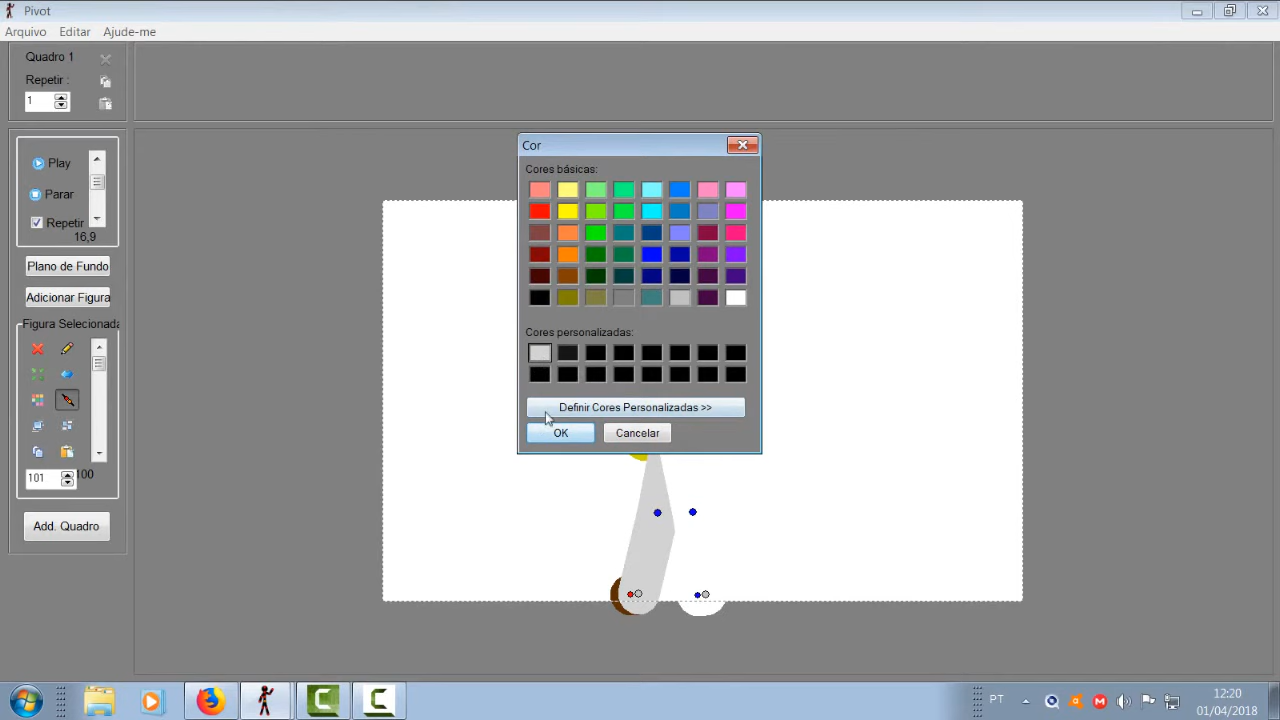 Pivot
Arquivo Editar Ajude-me
Quadro 1
Repetir :
1
Play
Parar
Repetir
16,9
Plano de Fundo
Adicionar Figura
Figura Selecionada
101
100
Add. Quadro
Cor
Cores básicas:
Cores personalizadas:
Definir Cores Personalizadas >>
OK Cancelar
PT
12:20
01/04/2018